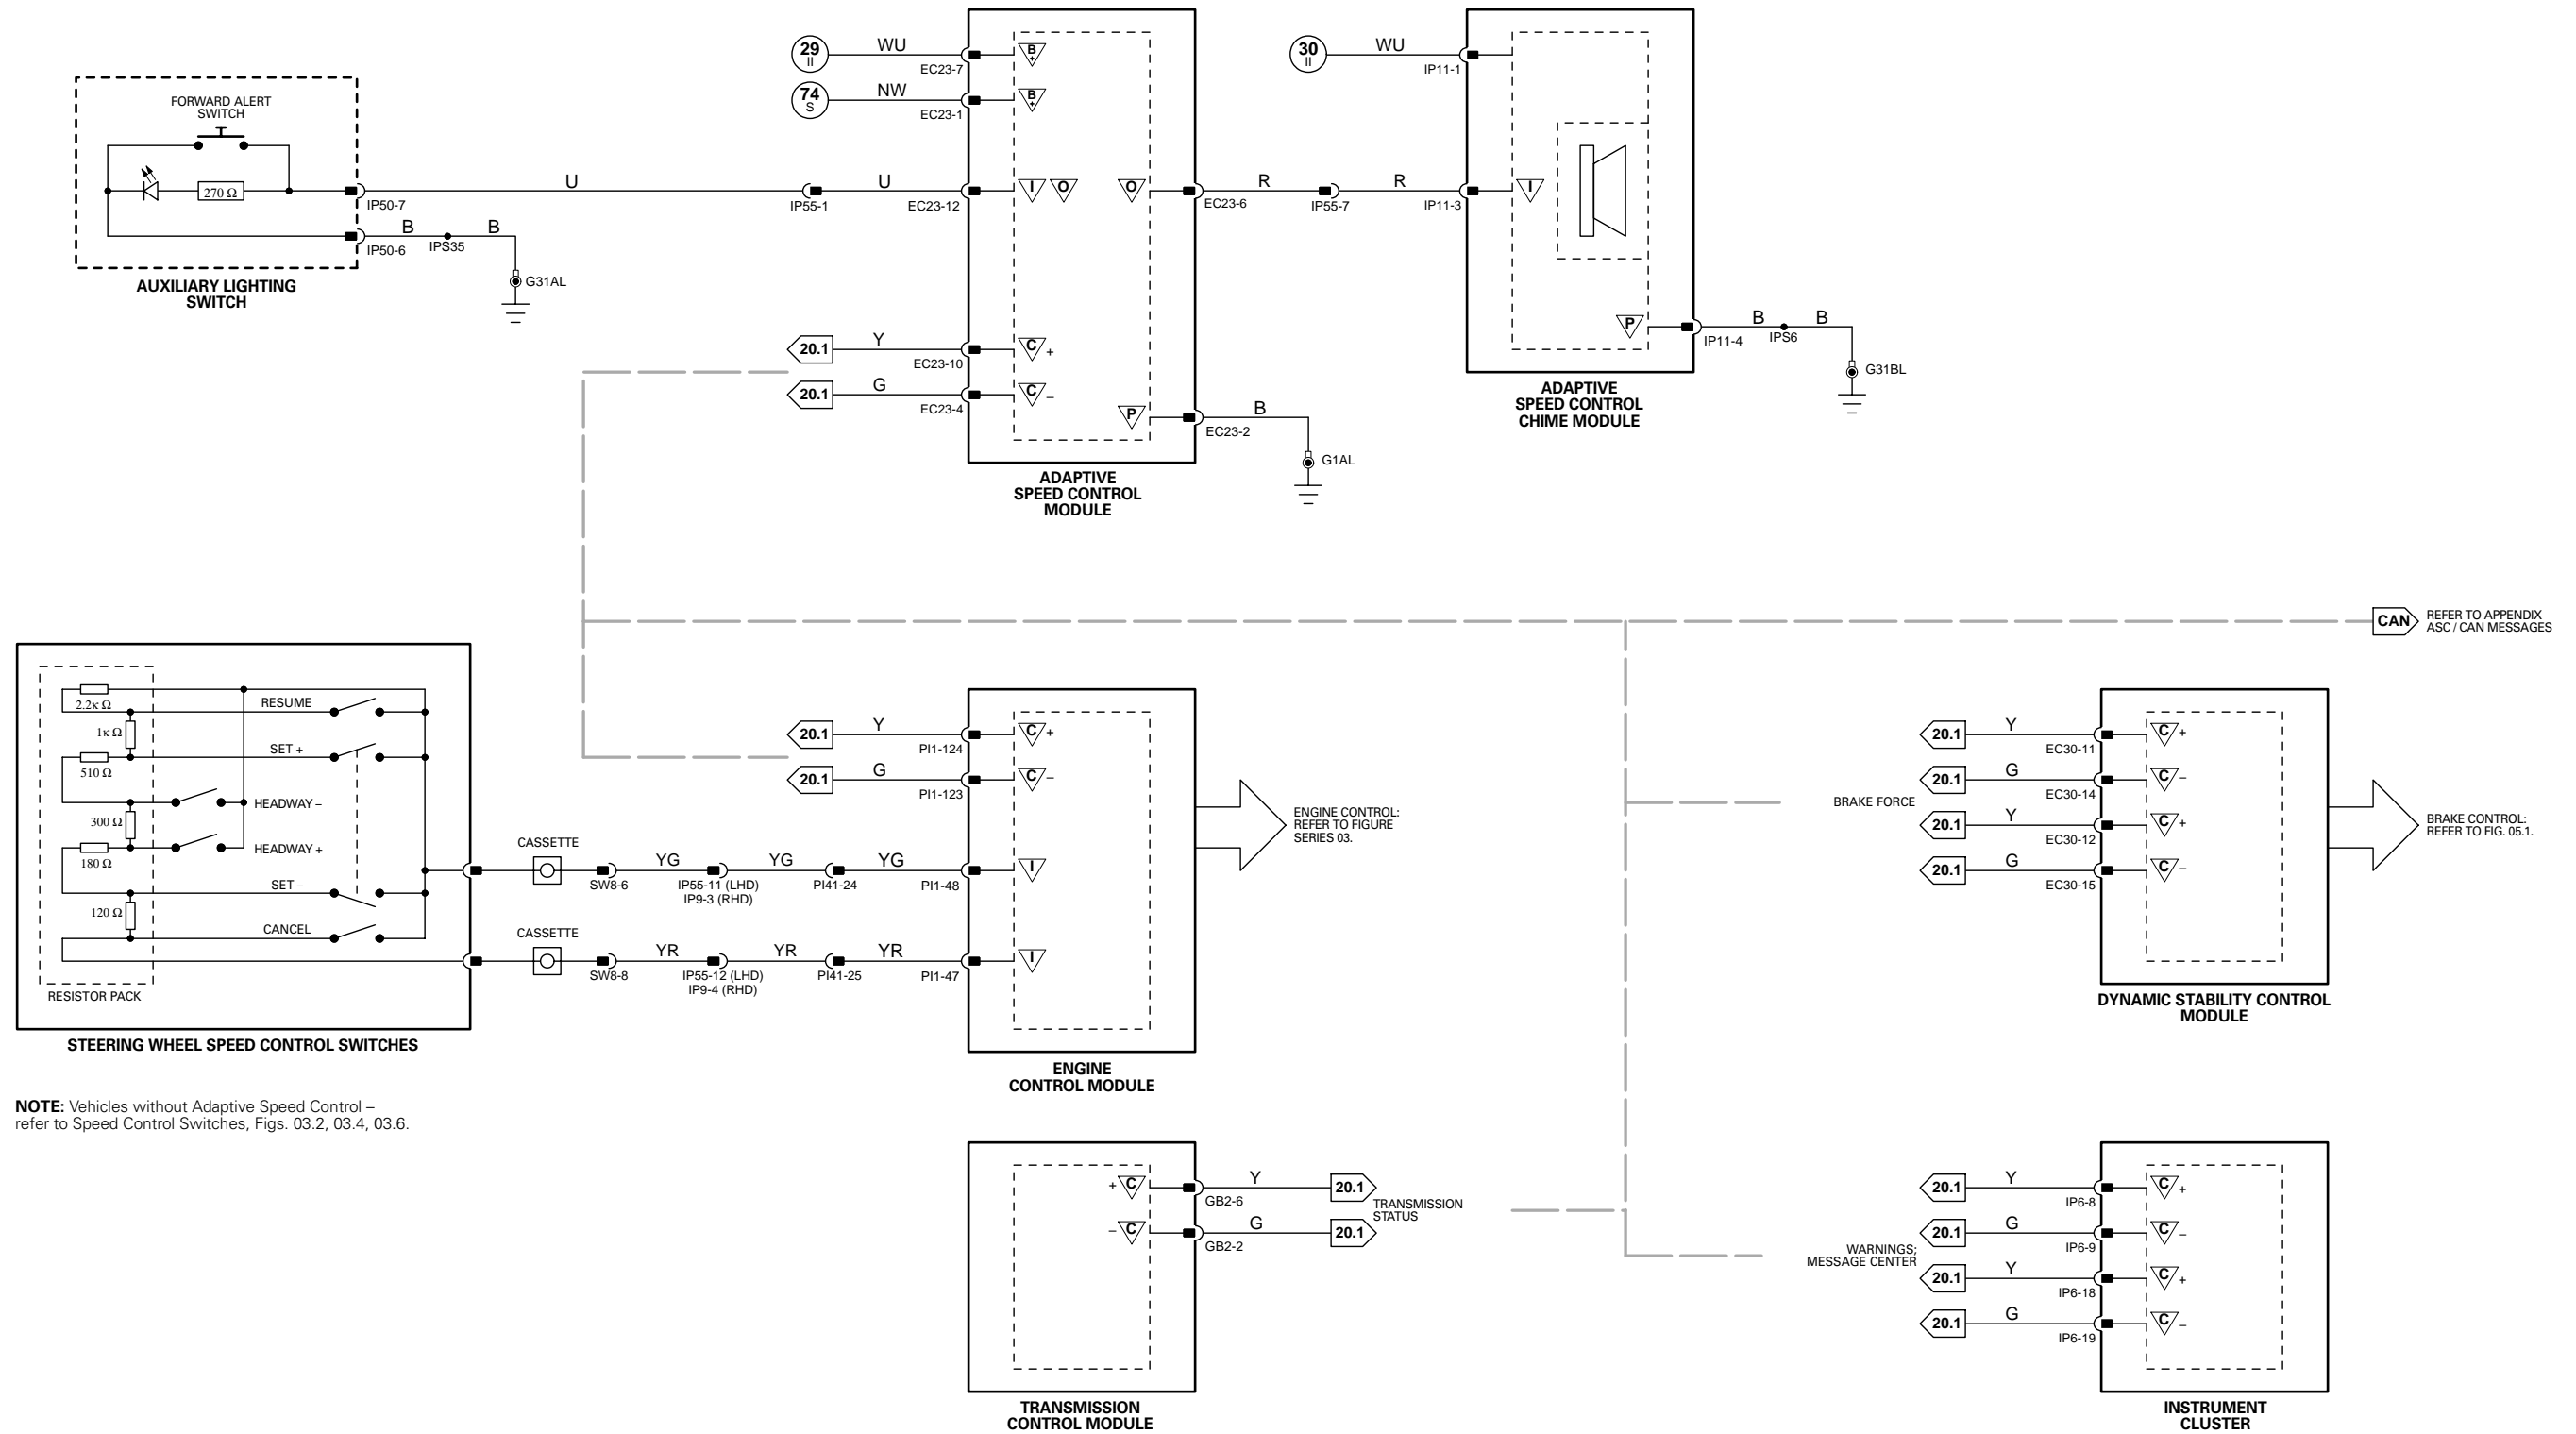 FORWARD ALERT
SWITCH
270 Ω
IP50-7
IP50-6
B
IPS35
B
G31AL
AUXILIARY LIGHTING
SWITCH
U
IP55-1
U
EC23-12
29
II
WU
EC23-7
B
+
74
S
NW
EC23-1
B
+
I
O
O
20.1
Y
EC23-10
C
+
20.1
G
EC23-4
C
–
P
EC23-2
B
G1AL
ADAPTIVE
SPEED CONTROL
MODULE
EC23-6
R
IP55-7
R
IP11-3
30
II
WU
IP11-1
I
P
IP11-4
B
IPS6
B
G31BL
ADAPTIVE
SPEED CONTROL
CHIME MODULE
CAN
REFER TO APPENDIX
ASC / CAN MESSAGES
2.2K Ω
RESUME
1K Ω
SET +
510 Ω
HEADWAY –
300 Ω
HEADWAY +
180 Ω
SET –
120 Ω
CANCEL
RESISTOR PACK
STEERING WHEEL SPEED CONTROL SWITCHES
CASSETTE
SW8-6
YG
IP55-11 (LHD)
IP9-3 (RHD)
YG
PI41-24
YG
PI1-48
I
CASSETTE
SW8-8
YR
IP55-12 (LHD)
IP9-4 (RHD)
YR
PI41-25
YR
PI1-47
I
20.1
Y
PI1-124
C
+
20.1
G
PI1-123
C
–
ENGINE CONTROL:
REFER TO FIGURE
SERIES 03.
ENGINE
CONTROL MODULE
BRAKE FORCE
20.1
Y
EC30-11
C
+
20.1
G
EC30-14
C
–
20.1
Y
EC30-12
C
+
20.1
G
EC30-15
C
–
BRAKE CONTROL:
REFER TO FIG. 05.1.
DYNAMIC STABILITY CONTROL
MODULE
NOTE: Vehicles without Adaptive Speed Control –
refer to Speed Control Switches, Figs. 03.2, 03.4, 03.6.
+
C
GB2-6
Y
20.1
–
C
GB2-2
G
20.1
TRANSMISSION
STATUS
TRANSMISSION
CONTROL MODULE
WARNINGS;
MESSAGE CENTER
20.1
Y
IP6-8
C
+
20.1
G
IP6-9
C
–
20.1
Y
IP6-18
C
+
20.1
G
IP6-19
C
–
INSTRUMENT
CLUSTER